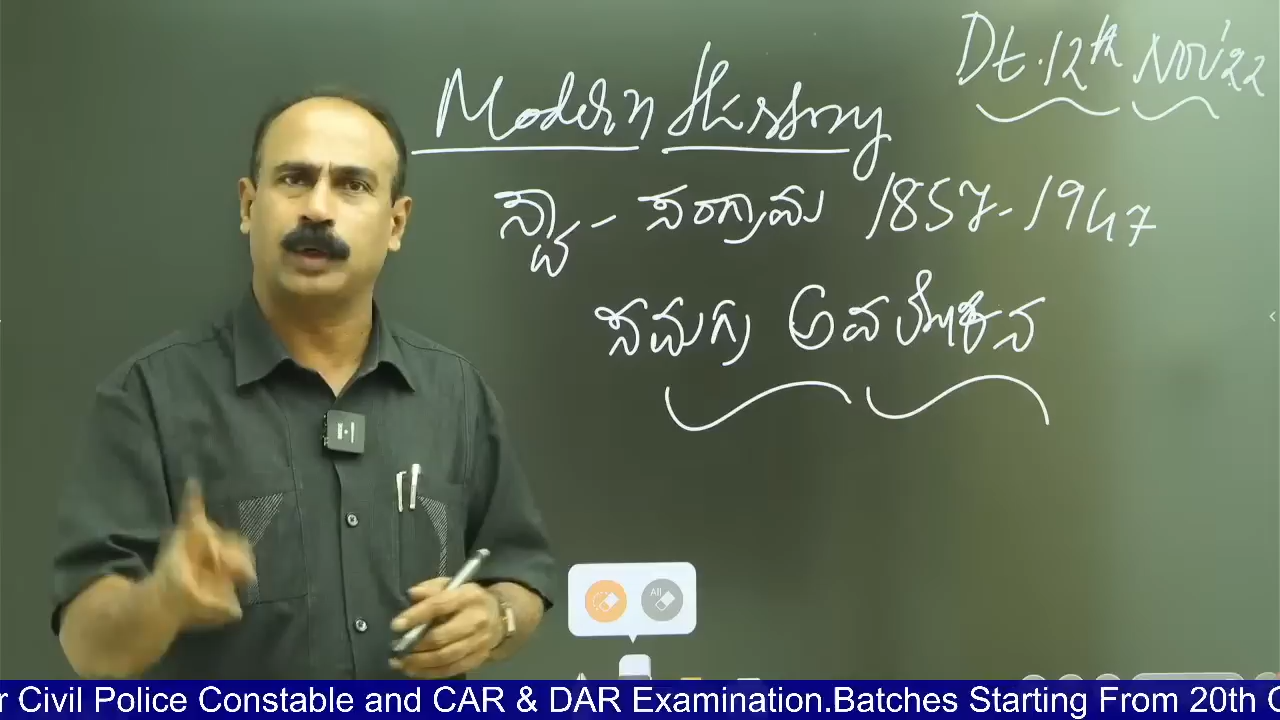 Dt. 12th Nov'22
Modern History
ಸ್ವಾ - ಸಂಗ್ರಾಮ 1857-1947
ಸಮಗ್ರ ಅವಲೋಕನ
All
r Civil Police Constable and CAR & DAR Examination.Batches Starting From 20th